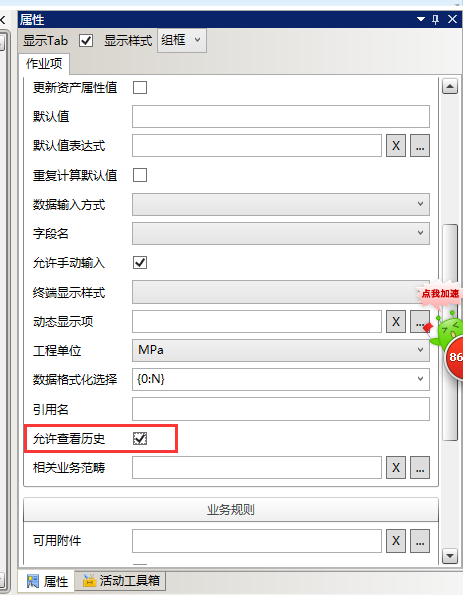 属性
显示Tab 显示样式 组框
作业项
更新资产属性值
默认值
默认值表达式 X ...
重复计算默认值
数据输入方式
字段名
允许手动输入
终端显示样式
点我加速
动态显示项 X ...
工程单位 MPa
86
数据格式化选择 {0:N}
引用名
允许查看历史
相关业务范畴 X ...
业务规则
可用附件 X ...
属性 活动工具箱